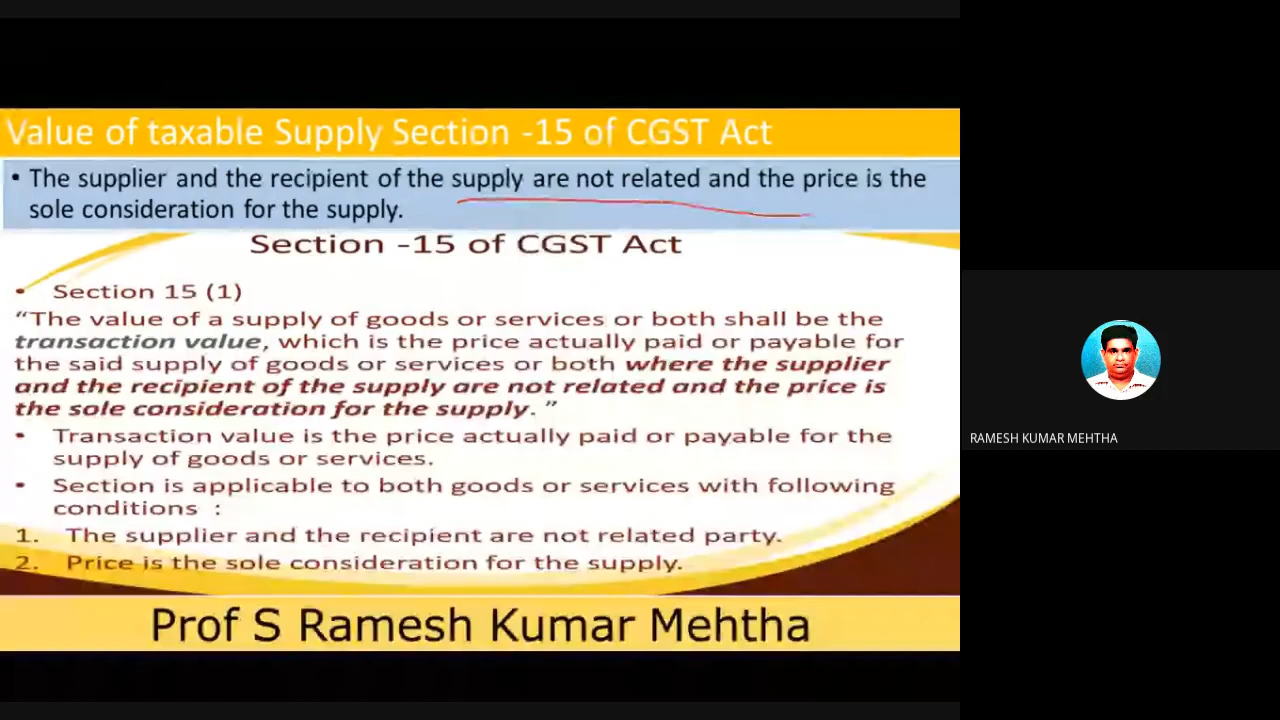 Value of taxable Supply Section -15 of CGST Act
• The supplier and the recipient of the supply are not related and the price is the
sole consideration for the supply.
Section -15 of CGST Act
• Section 15 (1)
“The value of a supply of goods or services or both shall be the
transaction value, which is the price actually paid or payable for
the said supply of goods or services or both where the supplier
and the recipient of the supply are not related and the price is
the sole consideration for the supply. ”
• Transaction value is the price actually paid or payable for the
supply of goods or services.
• Section is applicable to both goods or services with following
conditions :
1. The supplier and the recipient are not related party.
2. Price is the sole consideration for the supply.
Prof S Ramesh Kumar Mehtha
RAMESH KUMAR MEHTHA